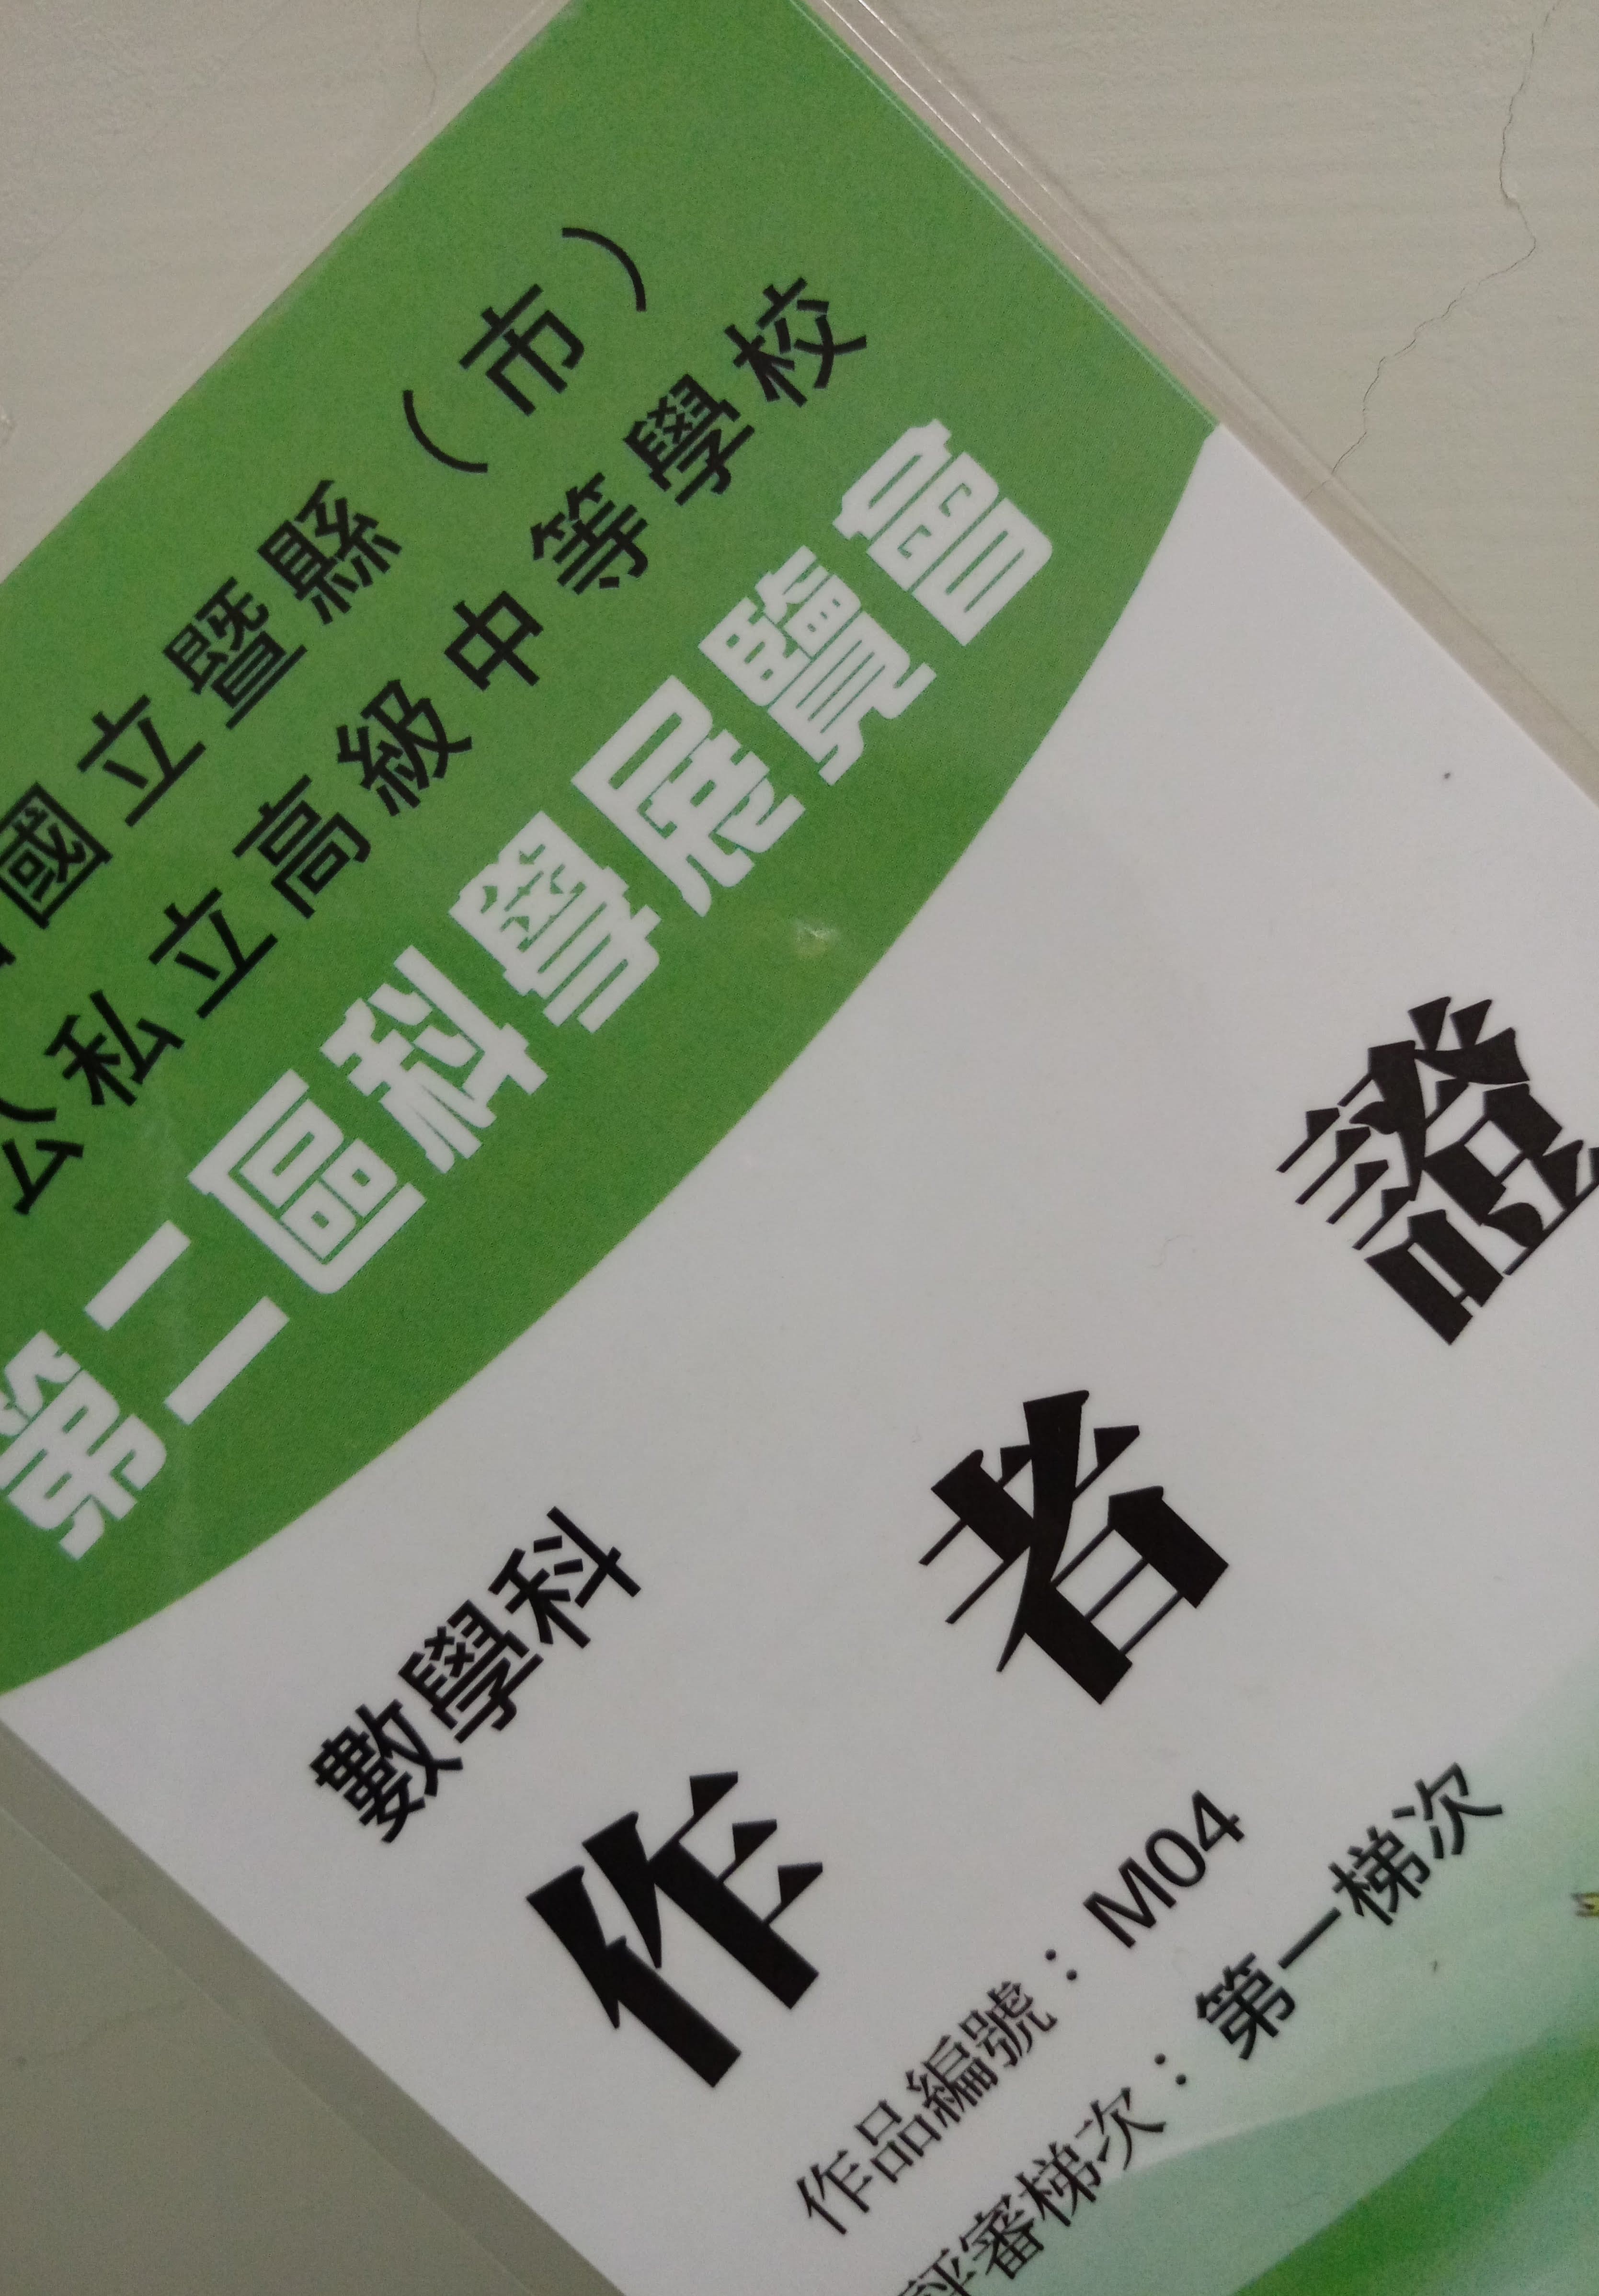 國立暨縣（市）
公私立高級中等學校
第二區科學展覽會
數學科
作者證
作品編號：M04
評審梯次：第一梯次